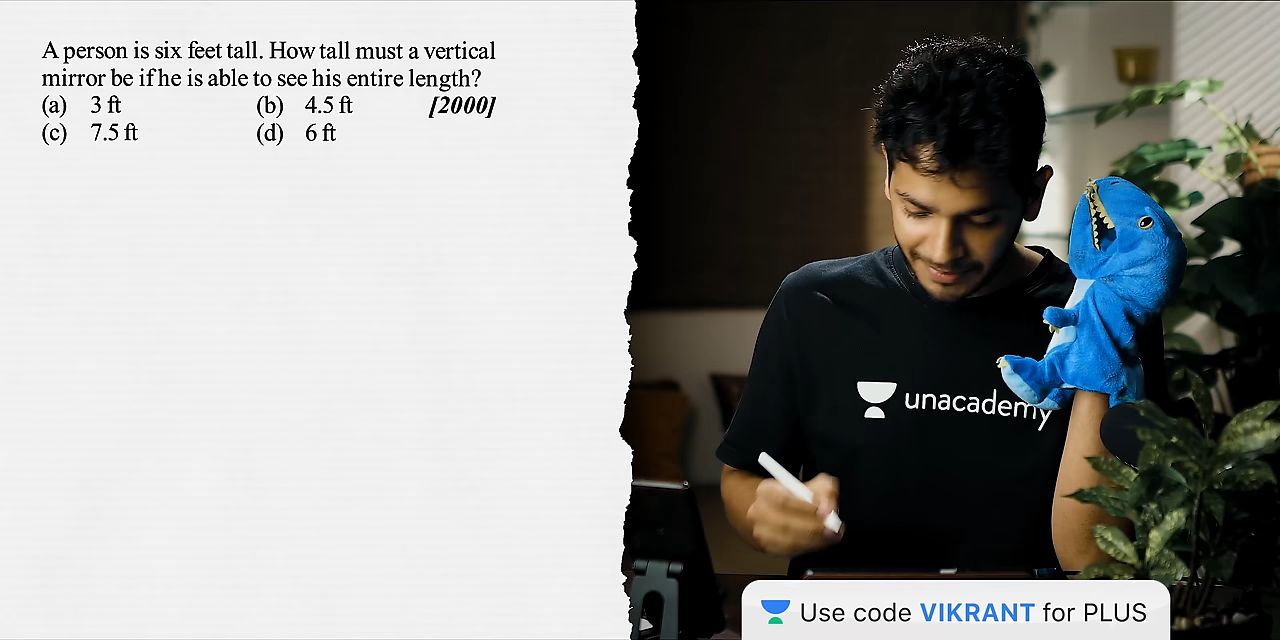 A person is six feet tall. How tall must a vertical
mirror be if he is able to see his entire length?
(a) 3 ft (b) 4.5 ft [2000]
(c) 7.5 ft (d) 6 ft
unacademy
Use code VIKRANT for PLUS